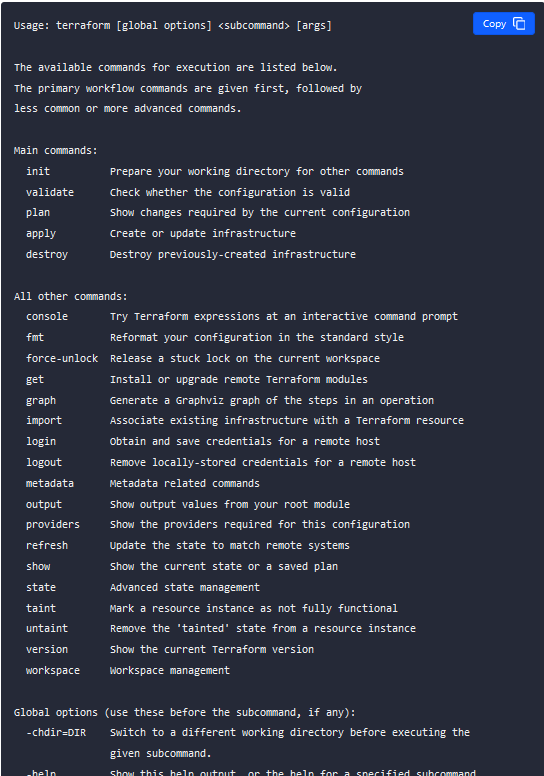 Usage: terraform [global options] <subcommand> [args]
Copy
The available commands for execution are listed below.
The primary workflow commands are given first, followed by
less common or more advanced commands.
Main commands:
init Prepare your working directory for other commands
validate Check whether the configuration is valid
plan Show changes required by the current configuration
apply Create or update infrastructure
destroy Destroy previously-created infrastructure
All other commands:
console Try Terraform expressions at an interactive command prompt
fmt Reformat your configuration in the standard style
force-unlock Release a stuck lock on the current workspace
get Install or upgrade remote Terraform modules
graph Generate a Graphviz graph of the steps in an operation
import Associate existing infrastructure with a Terraform resource
login Obtain and save credentials for a remote host
logout Remove locally-stored credentials for a remote host
metadata Metadata related commands
output Show output values from your root module
providers Show the providers required for this configuration
refresh Update the state to match remote systems
show Show the current state or a saved plan
state Advanced state management
taint Mark a resource instance as not fully functional
untaint Remove the 'tainted' state from a resource instance
version Show the current Terraform version
workspace Workspace management
Global options (use these before the subcommand, if any):
-chdir=DIR Switch to a different working directory before executing the
given subcommand.
-help Show this help output, or the help for a specified subcommand